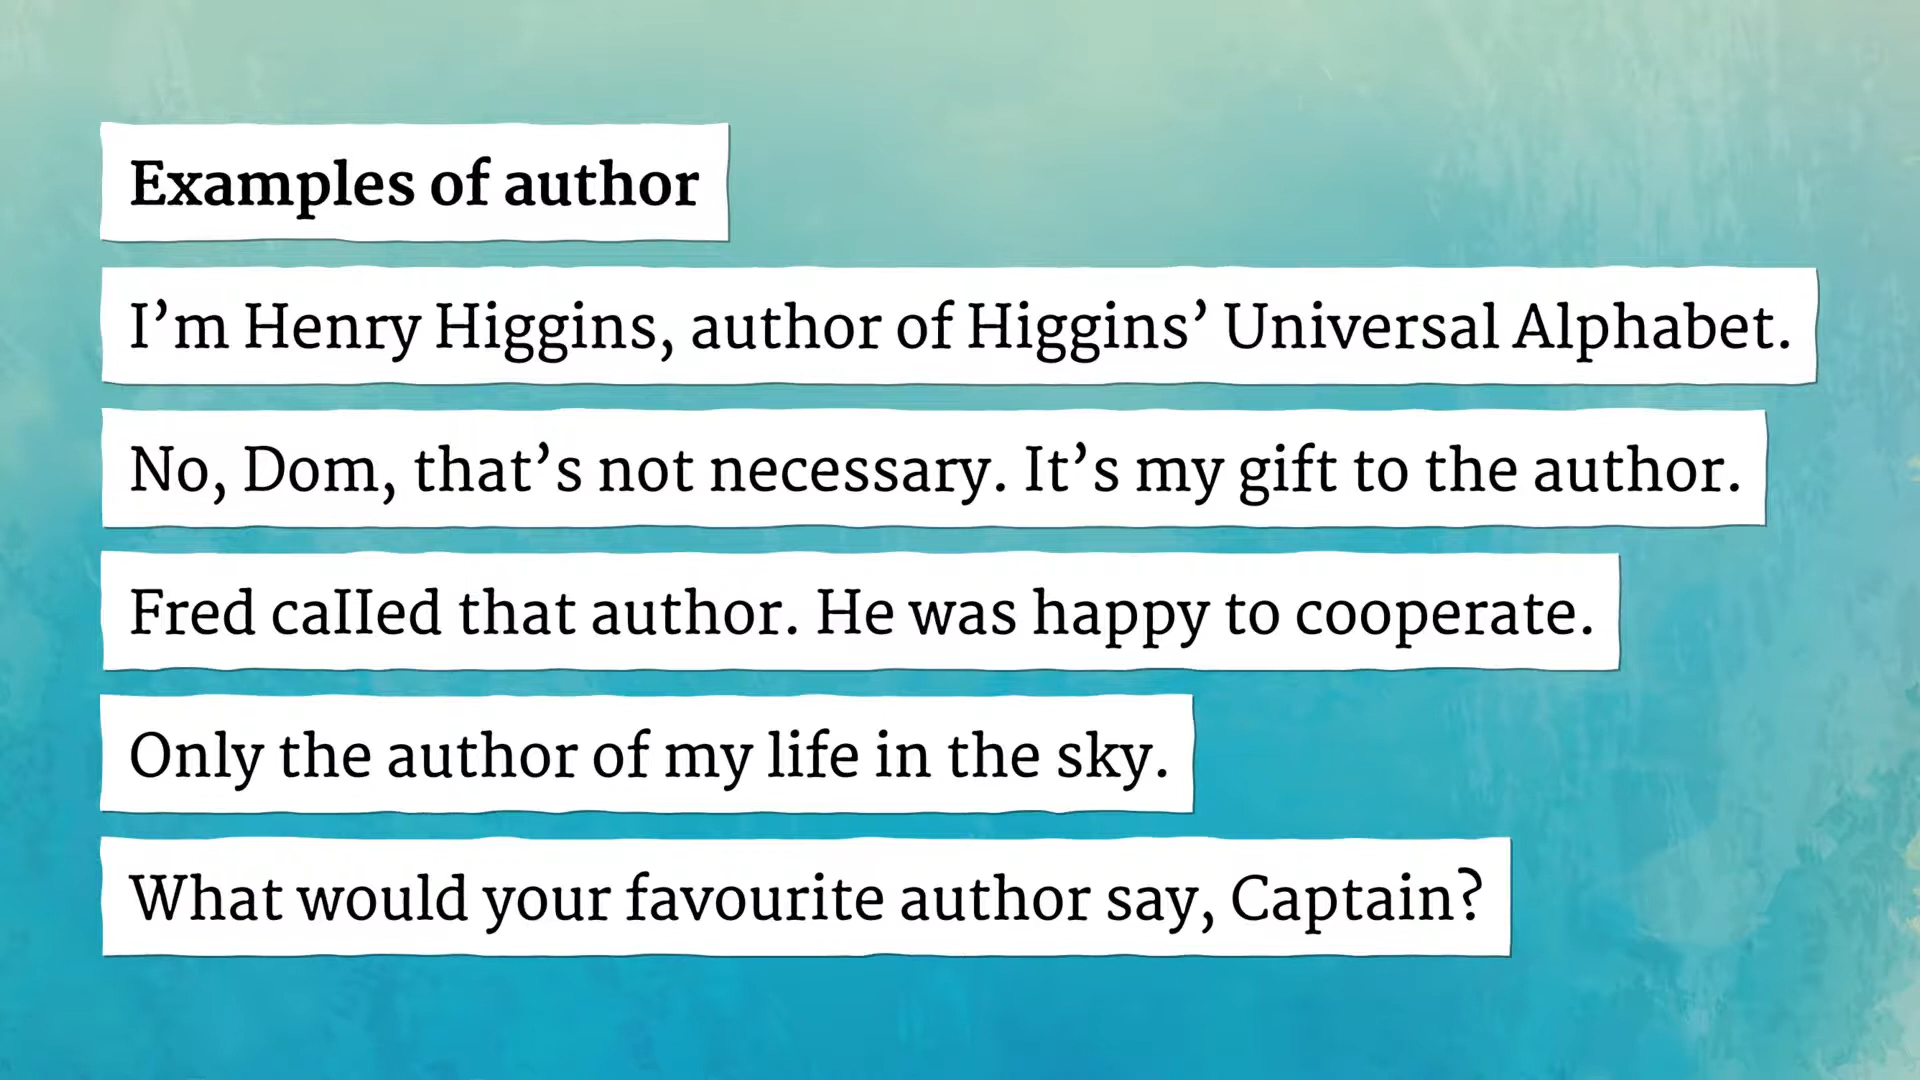 Examples of author
I’m Henry Higgins, author of Higgins’ Universal Alphabet.
No, Dom, that’s not necessary. It’s my gift to the author.
Fred caIIed that author. He was happy to cooperate.
Only the author of my life in the sky.
What would your favourite author say, Captain?